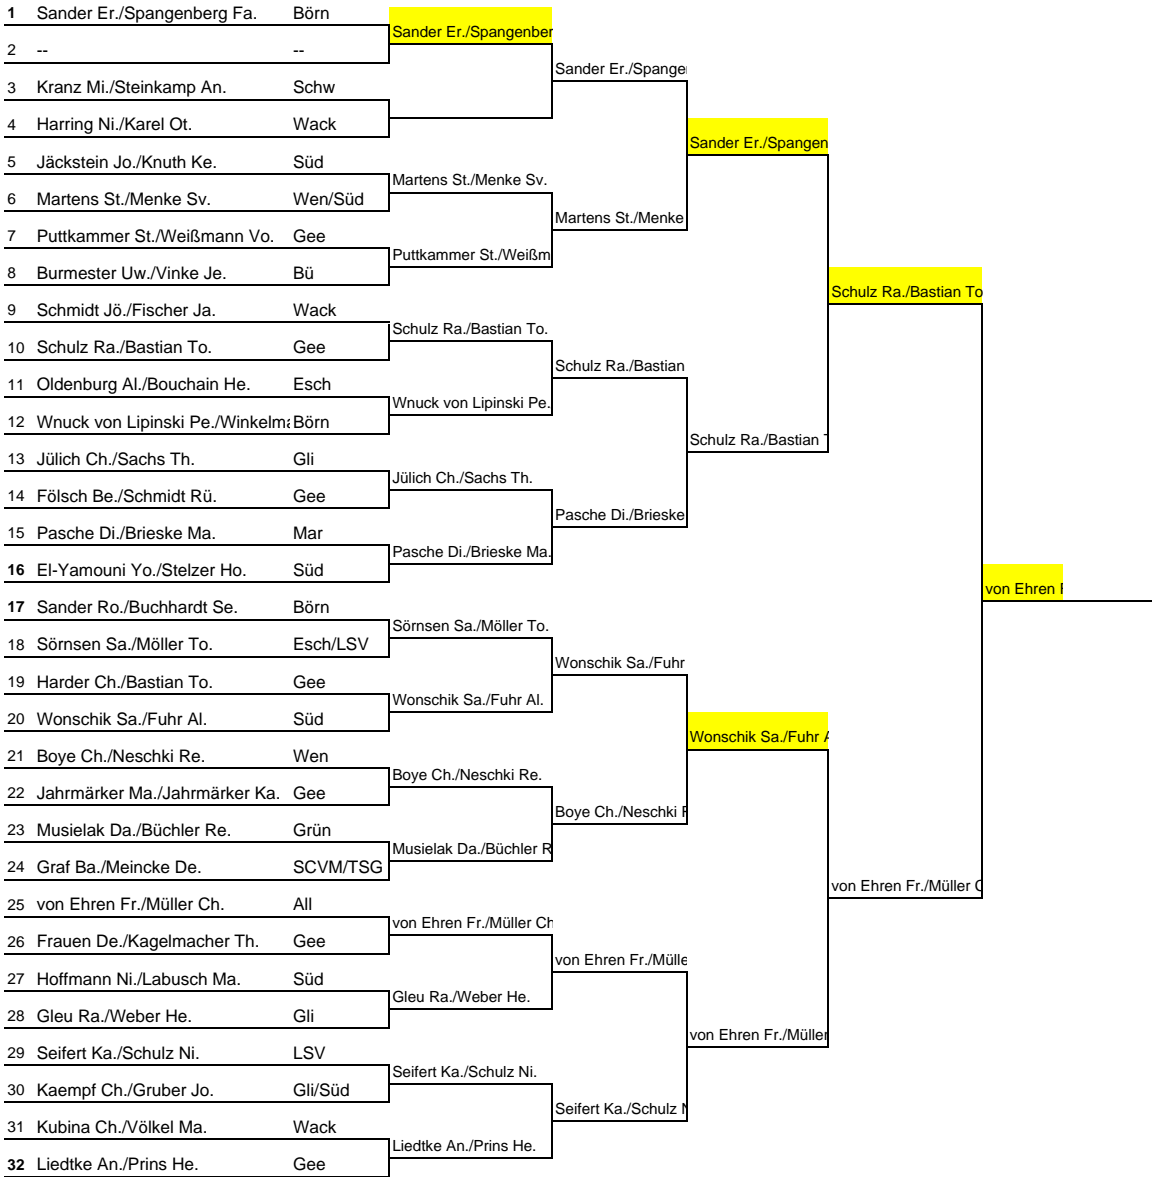 1 Sander Er./Spangenberg Fa. Börn
Sander Er./Spangenber
2 -- --
Sander Er./Spange
3 Kranz Mi./Steinkamp An. Schw
4 Harring Ni./Karel Ot. Wack
Sander Er./Spangen
5 Jäckstein Jo./Knuth Ke. Süd
Martens St./Menke Sv.
6 Martens St./Menke Sv. Wen/Süd
Martens St./Menke
7 Puttkammer St./Weißmann Vo. Gee
Puttkammer St./Weißm
8 Burmester Uw./Vinke Je. Bü
Schulz Ra./Bastian To
9 Schmidt Jö./Fischer Ja. Wack
Schulz Ra./Bastian To.
10 Schulz Ra./Bastian To. Gee
Schulz Ra./Bastian
11 Oldenburg Al./Bouchain He. Esch
Wnuck von Lipinski Pe.
12 Wnuck von Lipinski Pe./Winkelma Börn
Schulz Ra./Bastian T
13 Jülich Ch./Sachs Th. Gli
Jülich Ch./Sachs Th.
14 Fölsch Be./Schmidt Rü. Gee
Pasche Di./Brieske
15 Pasche Di./Brieske Ma. Mar
Pasche Di./Brieske Ma.
16 El-Yamouni Yo./Stelzer Ho. Süd
von Ehren F
17 Sander Ro./Buchhardt Se. Börn
Sörnsen Sa./Möller To.
18 Sörnsen Sa./Möller To. Esch/LSV
Wonschik Sa./Fuhr
19 Harder Ch./Bastian To. Gee
Wonschik Sa./Fuhr Al.
20 Wonschik Sa./Fuhr Al. Süd
Wonschik Sa./Fuhr A
21 Boye Ch./Neschki Re. Wen
Boye Ch./Neschki Re.
22 Jahrmärker Ma./Jahrmärker Ka. Gee
Boye Ch./Neschki R
23 Musielak Da./Büchler Re. Grün
Musielak Da./Büchler R
24 Graf Ba./Meincke De. SCVM/TSG
von Ehren Fr./Müller C
25 von Ehren Fr./Müller Ch. All
von Ehren Fr./Müller Ch
26 Frauen De./Kagelmacher Th. Gee
von Ehren Fr./Mülle
27 Hoffmann Ni./Labusch Ma. Süd
Gleu Ra./Weber He.
28 Gleu Ra./Weber He. Gli
von Ehren Fr./Müller
29 Seifert Ka./Schulz Ni. LSV
Seifert Ka./Schulz Ni.
30 Kaempf Ch./Gruber Jo. Gli/Süd
Seifert Ka./Schulz N
31 Kubina Ch./Völkel Ma. Wack
Liedtke An./Prins He.
32 Liedtke An./Prins He. Gee